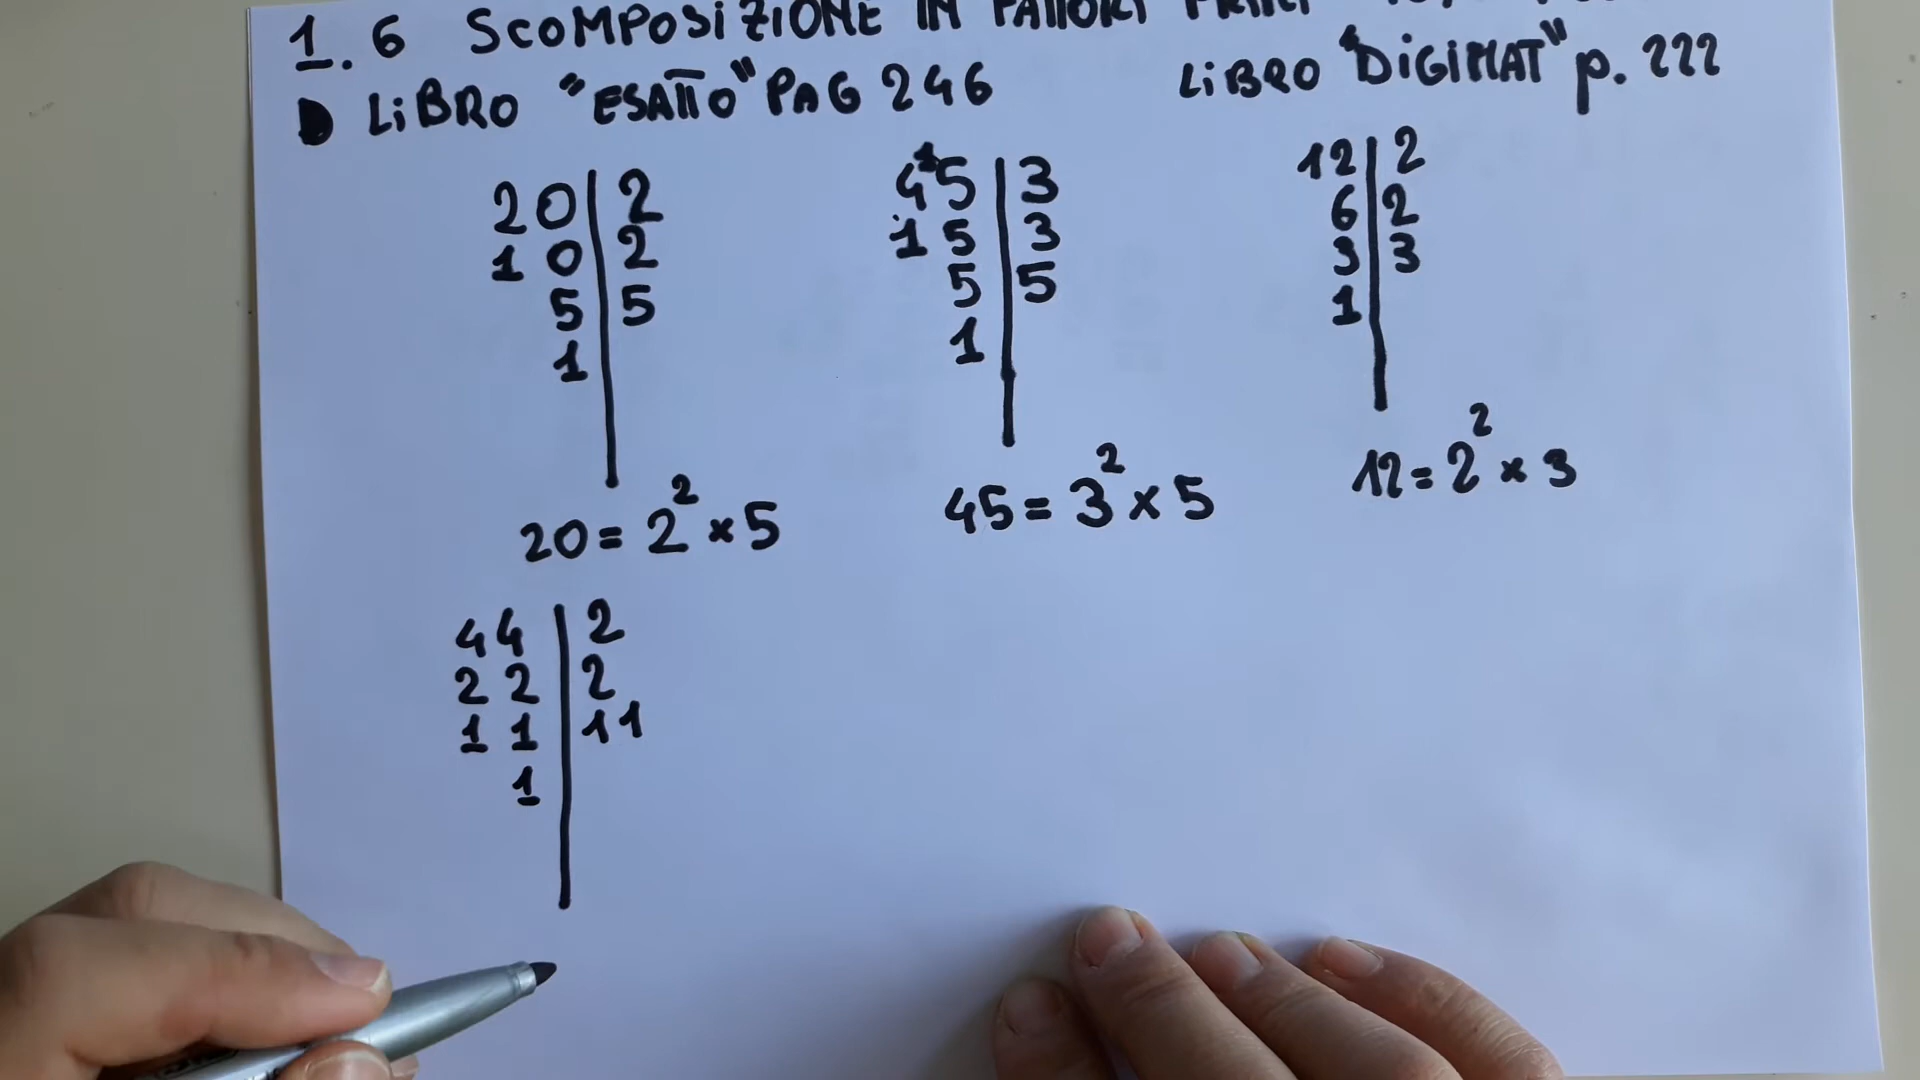 1.6 SCOMPOSIZIONE IN FATTORI PRIMI
LIBRO "ESATTO" PAG 246
LIBRO "DIGIMAT" p. 222
20 | 2
10 | 2
5 | 5
1
20 = 2² × 5
45 | 3
15 | 3
5 | 5
1
45 = 3² × 5
12 | 2
6 | 2
3 | 3
1
12 = 2² × 3
44 | 2
22 | 2
11 | 11
1